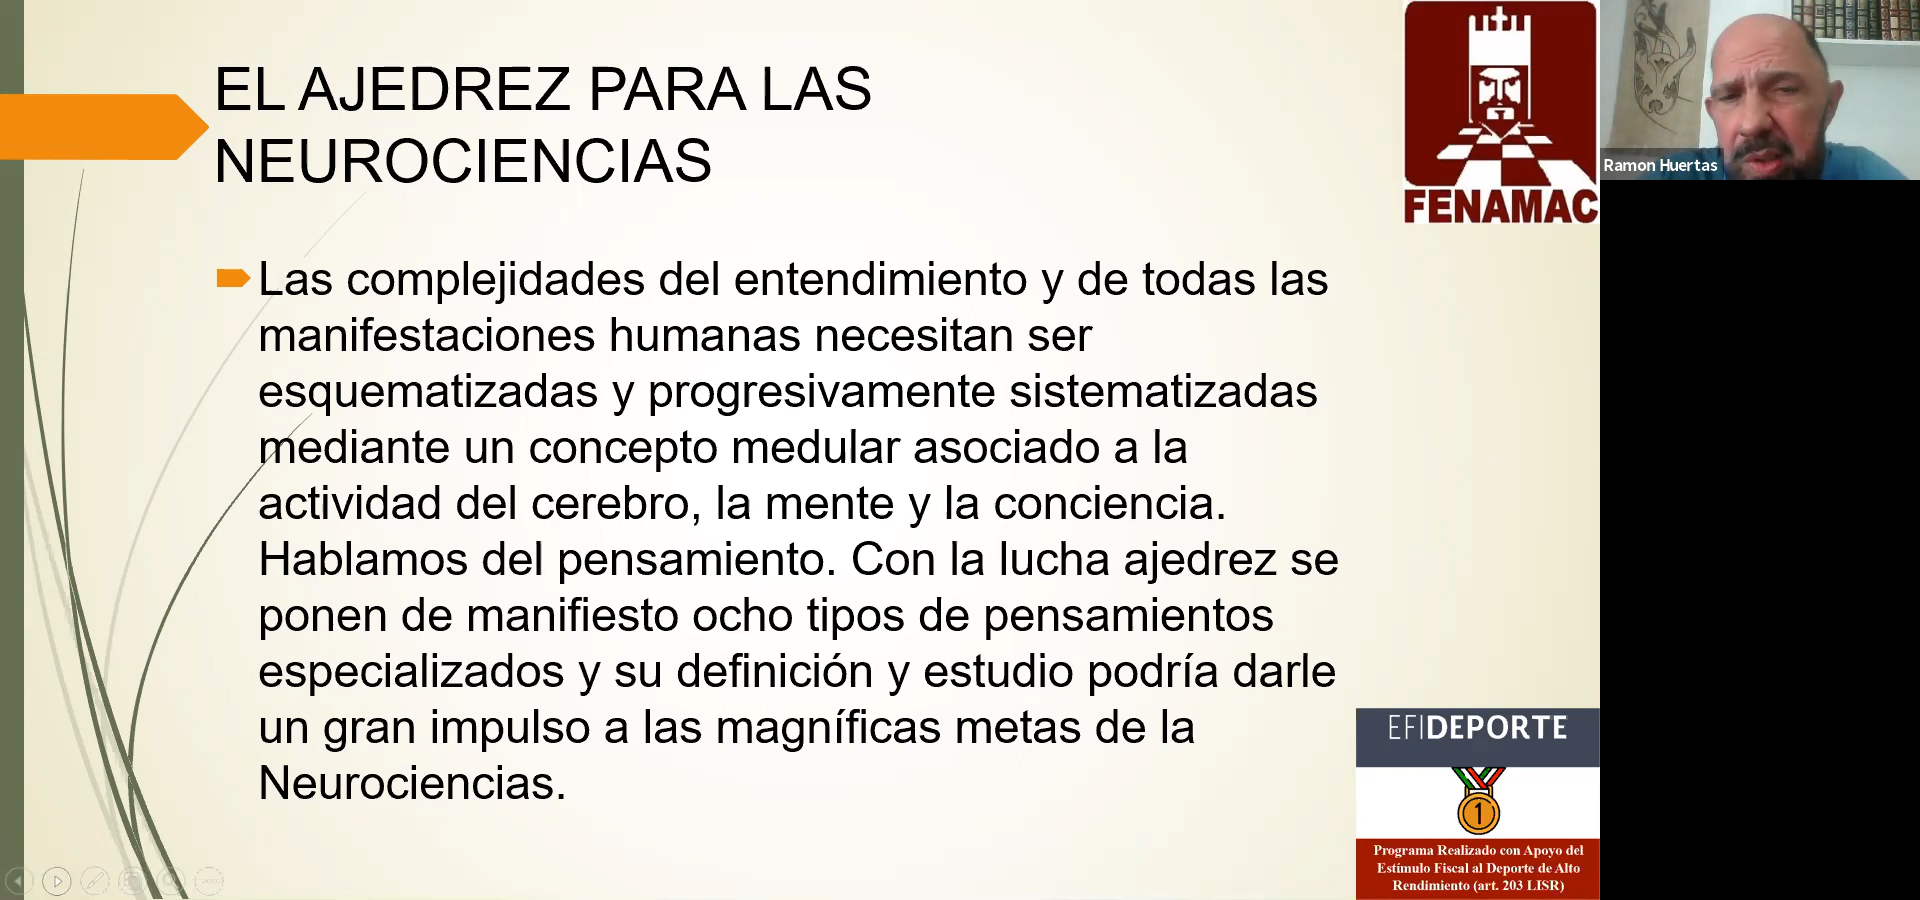 EL AJEDREZ PARA LAS
NEUROCIENCIAS
Las complejidades del entendimiento y de todas las
manifestaciones humanas necesitan ser
esquematizadas y progresivamente sistematizadas
mediante un concepto medular asociado a la
actividad del cerebro, la mente y la conciencia.
Hablamos del pensamiento. Con la lucha ajedrez se
ponen de manifiesto ocho tipos de pensamientos
especializados y su definición y estudio podría darle
un gran impulso a las magníficas metas de la
Neurociencias.
FENAMAC
Ramon Huertas
EFIDEPORTE
1
Programa Realizado con Apoyo del
Estímulo Fiscal al Deporte de Alto
Rendimiento (art. 203 LISR)